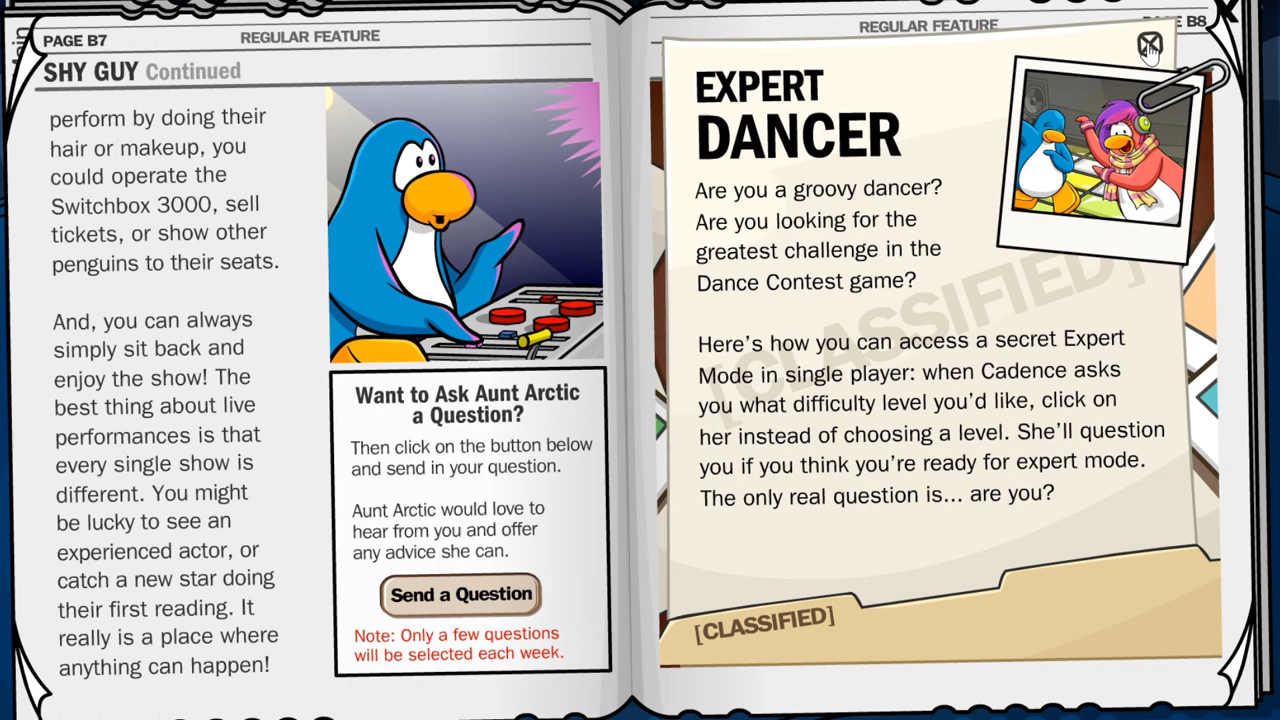 PAGE B7
REGULAR FEATURE
SHY GUY Continued
perform by doing their
hair or makeup, you
could operate the
Switchbox 3000, sell
tickets, or show other
penguins to their seats.
And, you can always
simply sit back and
enjoy the show! The
best thing about live
performances is that
every single show is
different. You might
be lucky to see an
experienced actor, or
catch a new star doing
their first reading. It
really is a place where
anything can happen!
Want to Ask Aunt Arctic
a Question?
Then click on the button below
and send in your question.
Aunt Arctic would love to
hear from you and offer
any advice she can.
Send a Question
Note: Only a few questions
will be selected each week.
REGULAR FEATURE
B8
EXPERT
DANCER
Are you a groovy dancer?
Are you looking for the
greatest challenge in the
Dance Contest game?
Here's how you can access a secret Expert
Mode in single player: when Cadence asks
you what difficulty level you'd like, click on
her instead of choosing a level. She'll question
you if you think you're ready for expert mode.
The only real question is... are you?
[CLASSIFIED]
[CLASSIFIED]